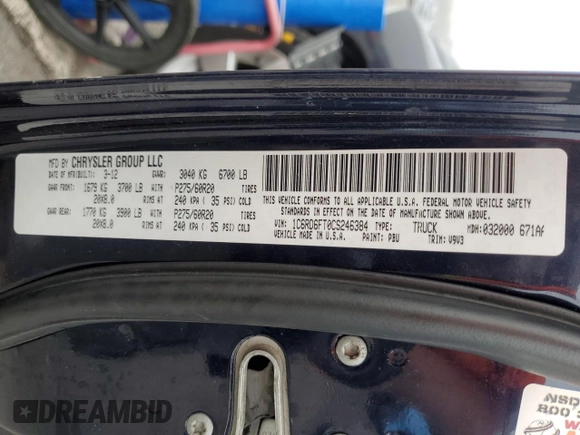 MFD BY CHRYSLER GROUP LLC
DATE OF MFR(BUILT): 3-12 GVWR: 3040 KG 6700 LB
GAWR FRONT: 1679 KG 3700 LB WITH P275/60R20 TIRES
20X8.0 RIMS AT 240 KPA ( 35 PSI) COLD
GAWR REAR: 1770 KG 3900 LB WITH P275/60R20 TIRES
20X8.0 RIMS AT 240 KPA ( 35 PSI) COLD
THIS VEHICLE CONFORMS TO ALL APPLICABLE U.S.A. FEDERAL MOTOR VEHICLE SAFETY
STANDARDS IN EFFECT ON THE DATE OF MANUFACTURE SHOWN ABOVE.
VIN: 1C6RD6FT0CS246384 TYPE: TRUCK MDH:032000 671AA
VEHICLE MADE IN U.S.A. PAINT: PBU TRIM: V9V3
NSD
DREAMBID